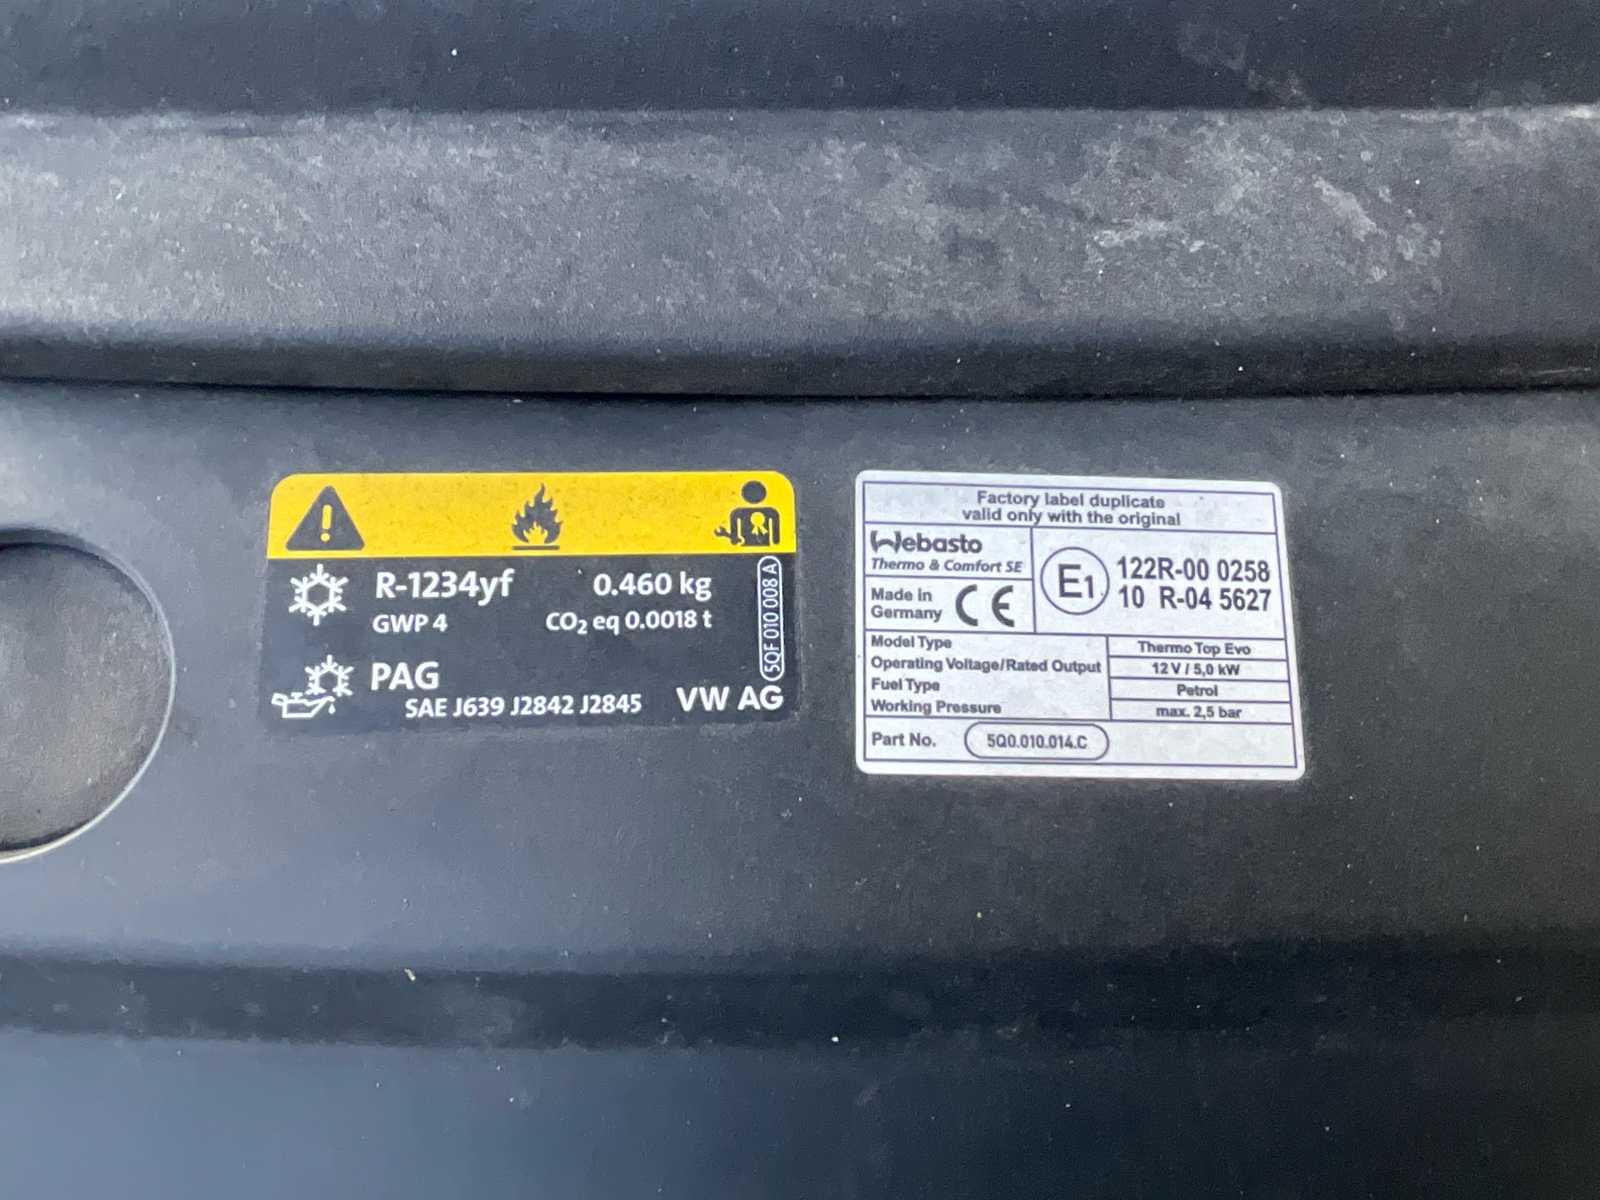 R-1234yf 0.460 kg
GWP 4 CO₂ eq 0.0018 t
PAG
SAE J639 J2842 J2845 VW AG
5QF 010 008 A
Factory label duplicate
valid only with the original
Webasto
Thermo & Comfort SE
Made in
Germany CE
E1
122R-00 0258
10 R-04 5627
Model Type Thermo Top Evo
Operating Voltage/Rated Output 12 V / 5,0 kW
Fuel Type Petrol
Working Pressure max. 2,5 bar
Part No. 5Q0.010.014.C